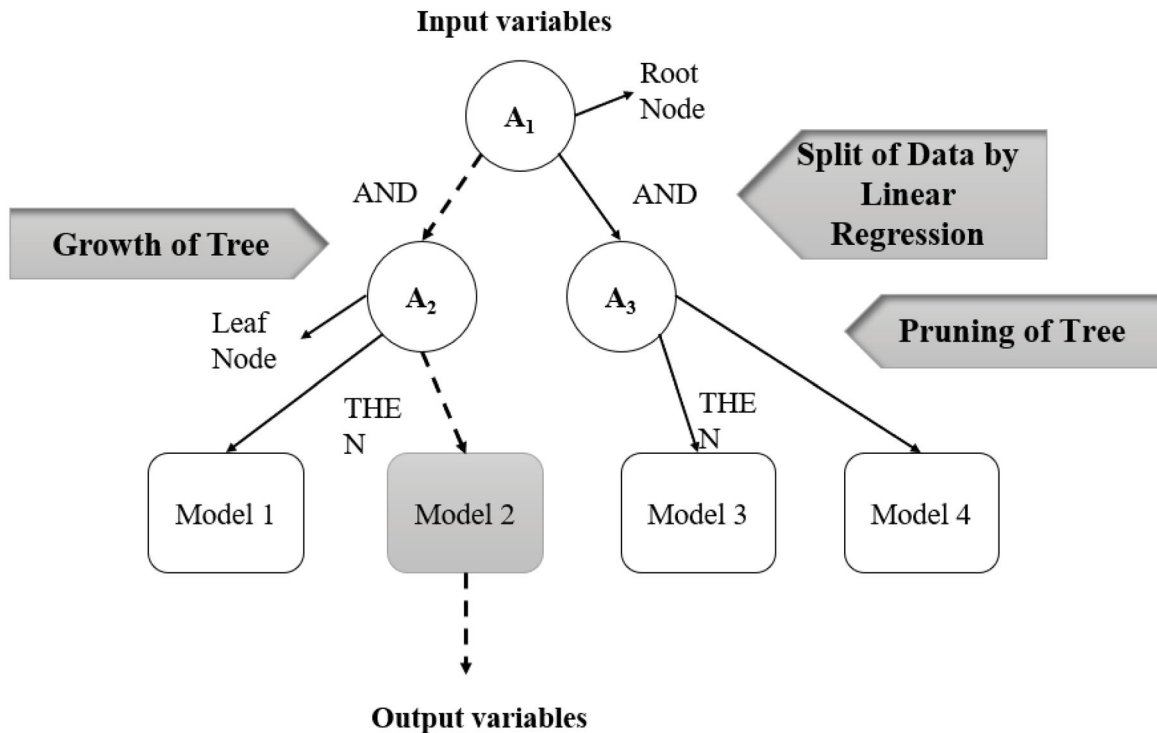 Input variables
Root
Node
A₁
Split of Data by
Linear
Regression
AND
AND
Growth of Tree
A₂
A₃
Leaf
Node
Pruning of Tree
THE
N
THE
N
Model 1
Model 2
Model 3
Model 4
Output variables